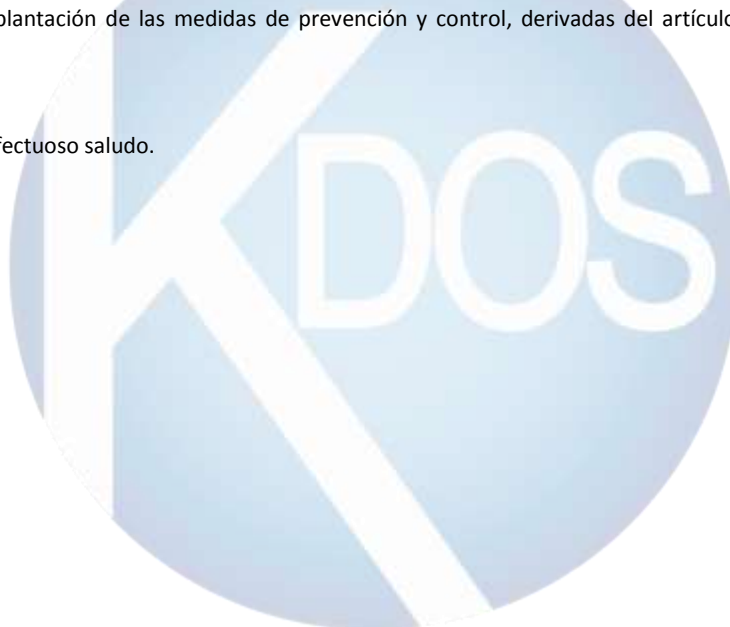 plantación de las medidas de prevención y control, derivadas del artículo
fectuoso saludo.
KDOS